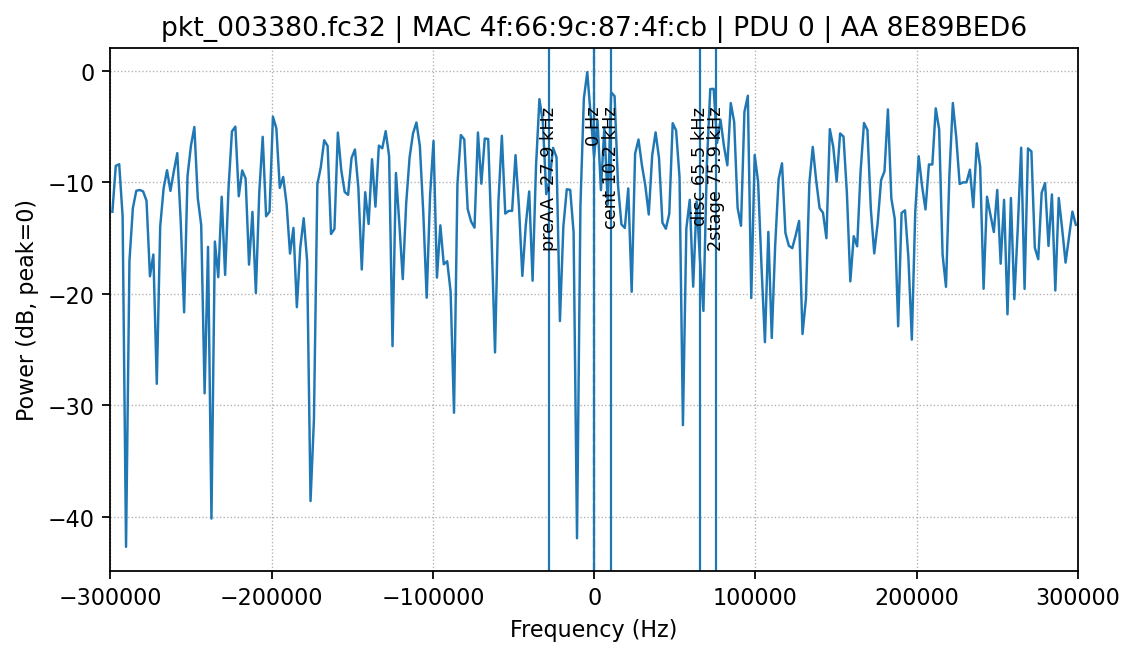 pkt_003380.fc32 | MAC 4f:66:9c:87:4f:cb | PDU 0 | AA 8E89BED6
Power (dB, peak=0)
0
−10
−20
−30
−40
preAA -27.9 kHz
0 Hz
cent 10.2 kHz
disc 65.5 kHz
2stage 75.9 kHz
−300000
−200000
−100000
0
100000
200000
300000
Frequency (Hz)